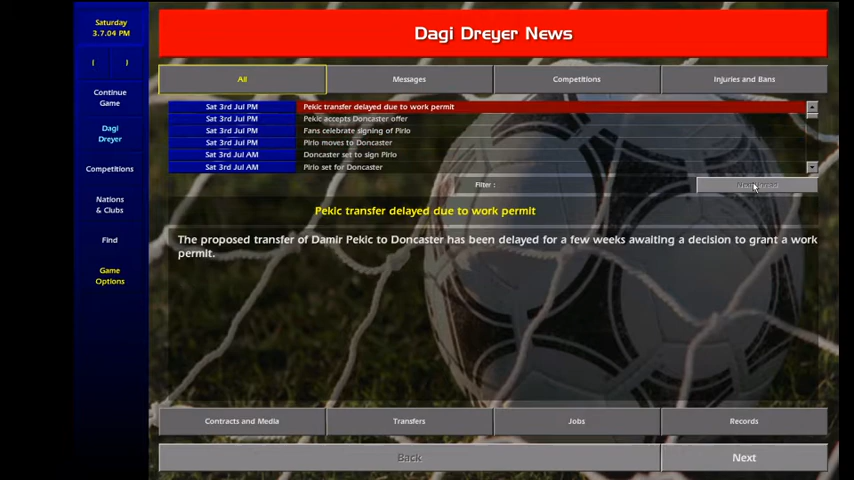 Saturday
3.7.04 PM
Dagi Dreyer News
Continue
Game
Dagi
Dreyer
Competitions
Nations
& Clubs
Find
Game
Options
All
Messages
Competitions
Injuries and Bans
Sat 3rd Jul PM Pekic transfer delayed due to work permit
Sat 3rd Jul PM Pekic accepts Doncaster offer
Sat 3rd Jul PM Fans celebrate signing of Pirlo
Sat 3rd Jul PM Pirlo moves to Doncaster
Sat 3rd Jul AM Doncaster set to sign Pirlo
Sat 3rd Jul AM Pirlo set for Doncaster
Filter :
Pekic transfer delayed due to work permit
The proposed transfer of Damir Pekic to Doncaster has been delayed for a few weeks awaiting a decision to grant a work
permit.
Contracts and Media
Transfers
Jobs
Records
Back
Next